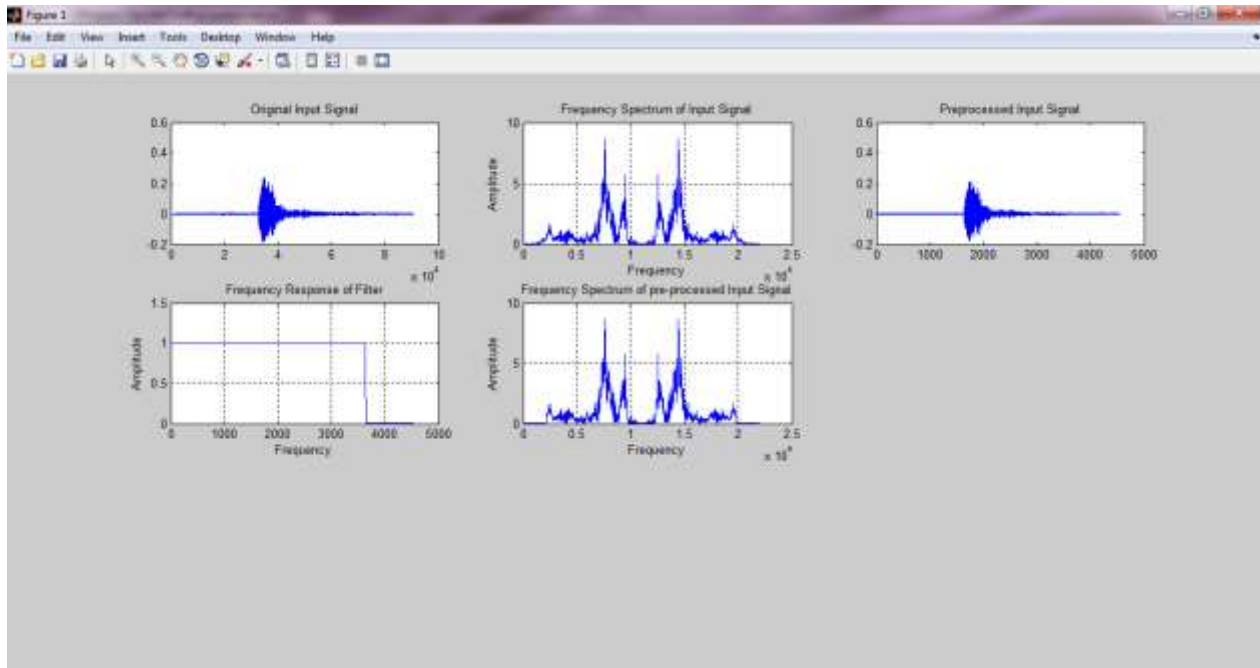 Figure 1
File Edit View Insert Tools Desktop Window Help
Original Input Signal
0.6
0.4
0.2
0
-0.2
0 2 4 6 8 10
x 10^4
Frequency Spectrum of Input Signal
Amplitude
10
5
0
0 0.5 1 1.5 2 2.5
Frequency
x 10^4
Preprocessed Input Signal
0.6
0.4
0.2
0
-0.2
0 1000 2000 3000 4000 5000
Frequency Response of Filter
Amplitude
1.5
1
0.5
0
0 1000 2000 3000 4000 5000
Frequency
Frequency Spectrum of pre-processed Input Signal
Amplitude
10
5
0
0 0.5 1 1.5 2 2.5
Frequency
x 10^4